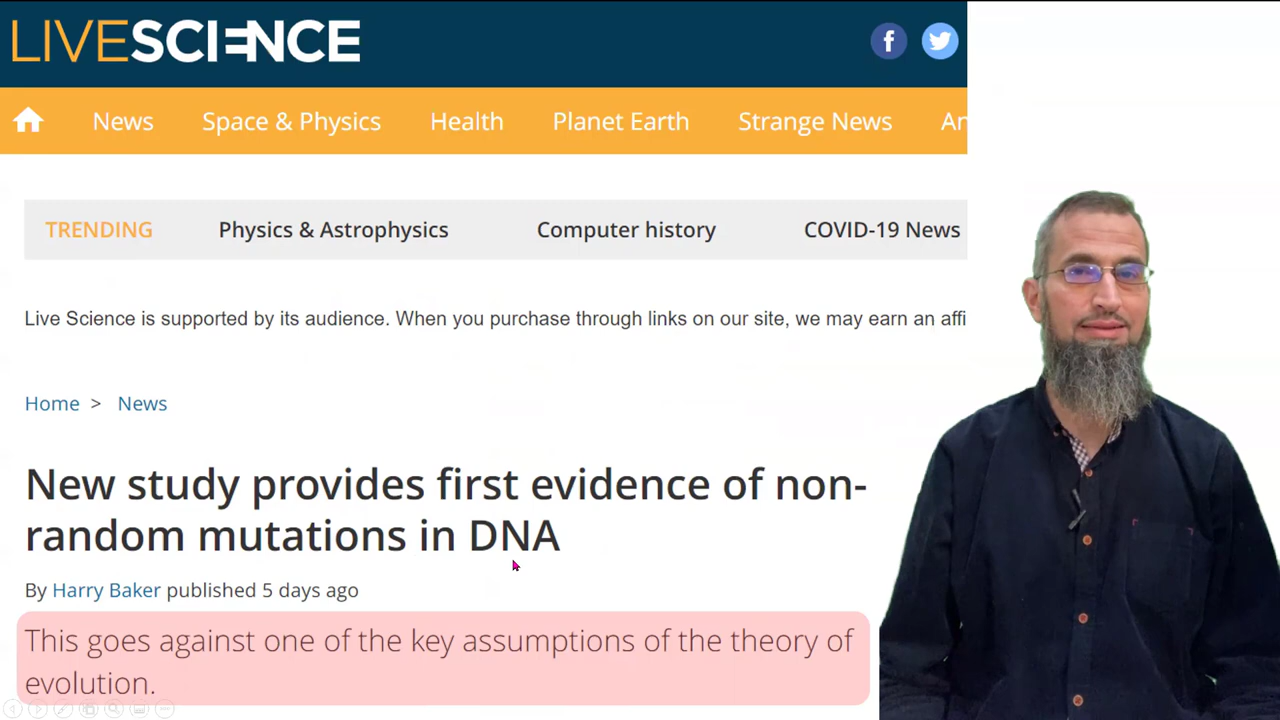 LIVESCIENCE
f
News Space & Physics Health Planet Earth Strange News An
TRENDING Physics & Astrophysics Computer history COVID-19 News
Live Science is supported by its audience. When you purchase through links on our site, we may earn an affi
Home > News
New study provides first evidence of non-
random mutations in DNA
By Harry Baker published 5 days ago
This goes against one of the key assumptions of the theory of
evolution.